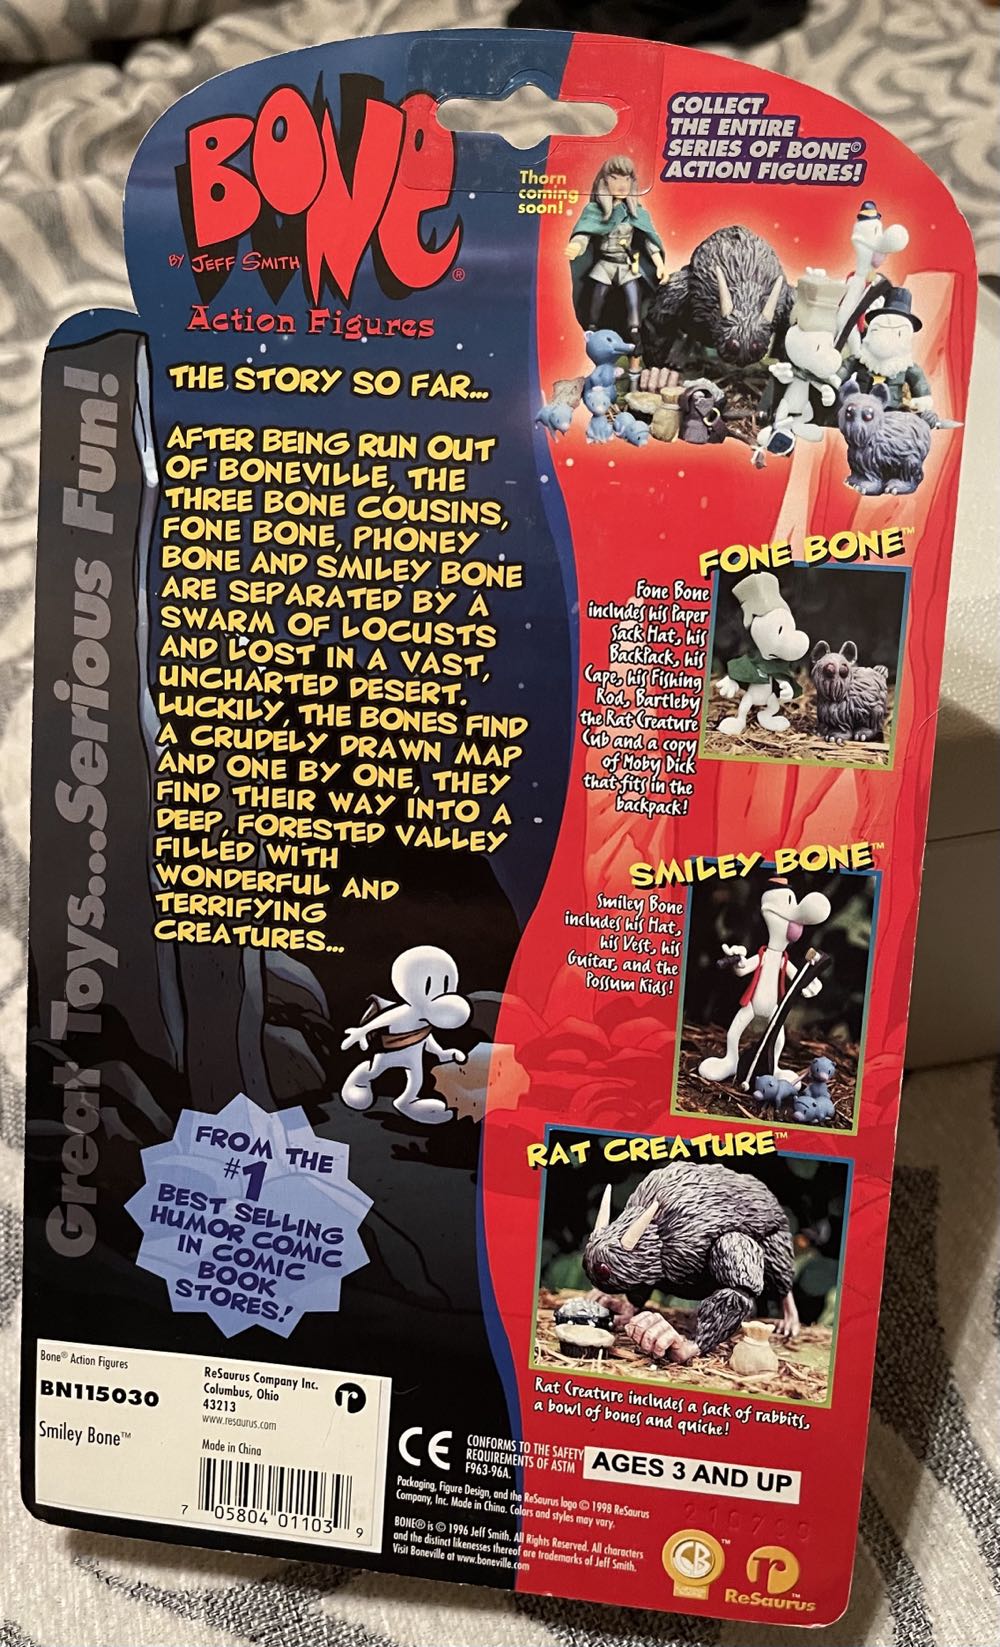 BONE®
BY JEFF SMITH
Action Figures
COLLECT
THE ENTIRE
SERIES OF BONE©
ACTION FIGURES!
Thorn
coming
soon!
THE STORY SO FAR...
AFTER BEING RUN OUT
OF BONEVILLE, THE
THREE BONE COUSINS,
FONE BONE, PHONEY
BONE AND SMILEY BONE
ARE SEPARATED BY A
SWARM OF LOCUSTS
AND LOST IN A VAST,
UNCHARTED DESERT.
LUCKILY, THE BONES FIND
A CRUDELY DRAWN MAP
AND ONE BY ONE, THEY
FIND THEIR WAY INTO A
DEEP, FORESTED VALLEY
FILLED WITH
WONDERFUL AND
TERRIFYING
CREATURES...
Great Toys...Serious Fun!
FROM THE
#1
BEST SELLING
HUMOR COMIC
IN COMIC
BOOK
STORES!
FONE BONE™
Fone Bone
includes his Paper
Sack Hat, his
BackPack, his
Cape, his Fishing
Rod, Bartleby
the Rat Creature
Cub and a copy
of Moby Dick
that fits in the
backpack!
SMILEY BONE™
Smiley Bone
includes his Hat,
his Vest, his
Guitar, and the
Possum Kids!
RAT CREATURE™
Rat Creature includes a sack of rabbits,
a bowl of bones and quiche!
Bone® Action Figures
BN115030
Smiley Bone™
ReSaurus Company Inc.
Columbus, Ohio
43213
www.resaurus.com
Made in China
7 05804 01103 9
CE
CONFORMS TO THE SAFETY
REQUIREMENTS OF ASTM
F963-96A.
AGES 3 AND UP
Packaging, Figure Design, and the ReSaurus logo © 1998 ReSaurus
Company, Inc. Made in China. Colors and styles may vary.
BONE® is © 1996 Jeff Smith. All Rights Reserved. All characters
and the distinct likenesses thereof are trademarks of Jeff Smith.
Visit Boneville at www.boneville.com
CB™
ReSaurus™